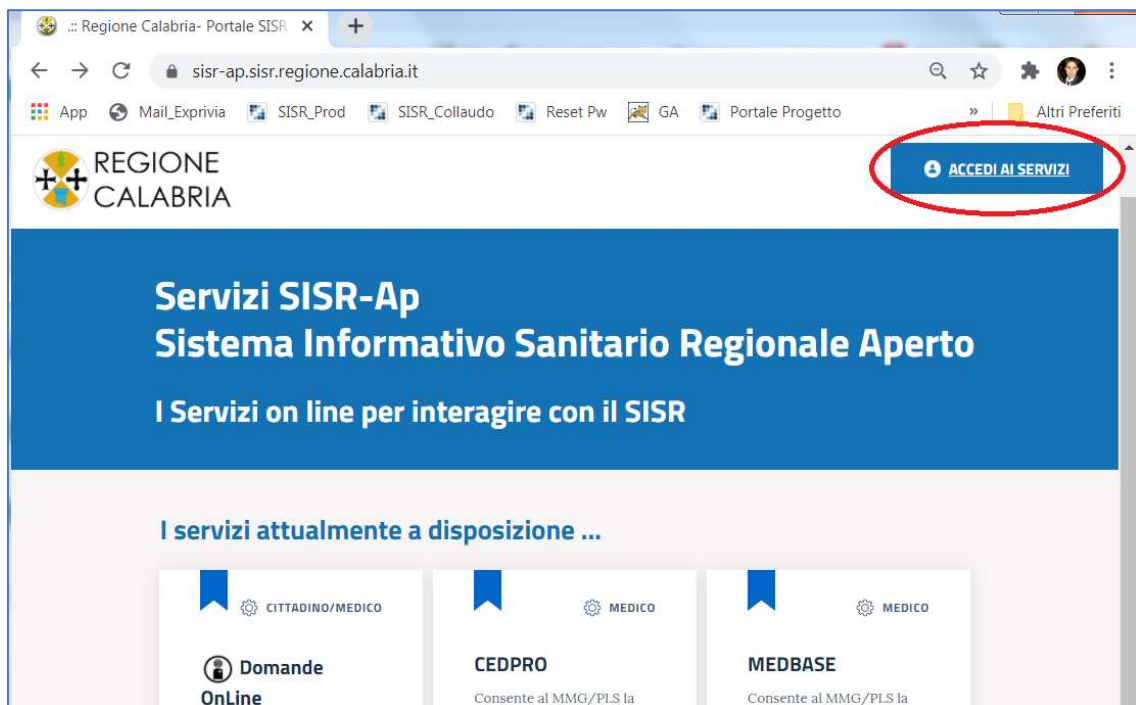 .:: Regione Calabria- Portale SISR
sisr-ap.sisr.regione.calabria.it
App Mail_Exprivia SISR_Prod SISR_Collaudo Reset Pw GA Portale Progetto » Altri Preferiti
REGIONE
CALABRIA
ACCEDI AI SERVIZI
Servizi SISR-Ap
Sistema Informativo Sanitario Regionale Aperto
I Servizi on line per interagire con il SISR
I servizi attualmente a disposizione ...
CITTADINO/MEDICO
Domande
OnLine
MEDICO
CEDPRO
Consente al MMG/PLS la
MEDICO
MEDBASE
Consente al MMG/PLS la